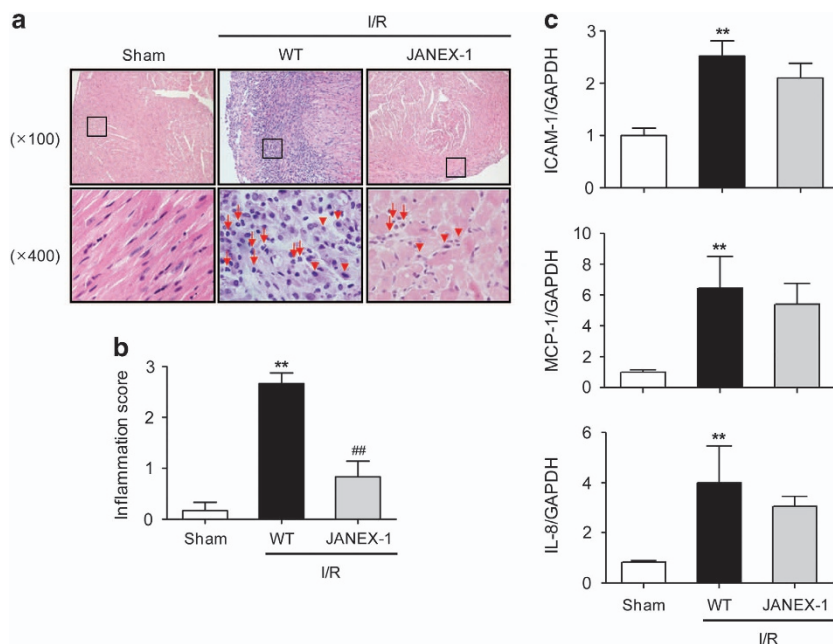 a
I/R
Sham WT JANEX-1
(×100)
(×400)
b
Inflammation score
3
2
1
0
**
##
Sham WT JANEX-1
I/R
c
ICAM-1/GAPDH
3
2
1
0
**
MCP-1/GAPDH
10
8
6
4
2
0
**
IL-8/GAPDH
6
4
2
0
**
Sham WT JANEX-1
I/R